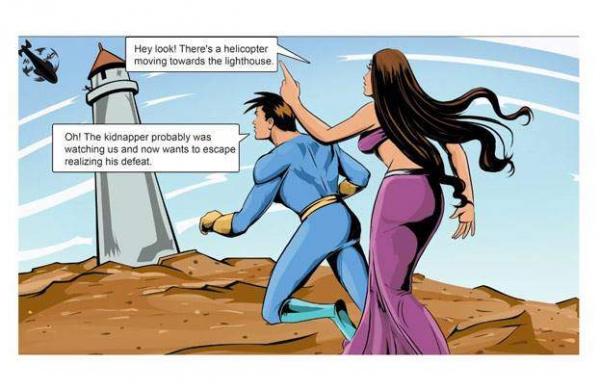 Hey look! There's a helicopter
moving towards the lighthouse.
Oh! The kidnapper probably was
watching us and now wants to escape
realizing his defeat.